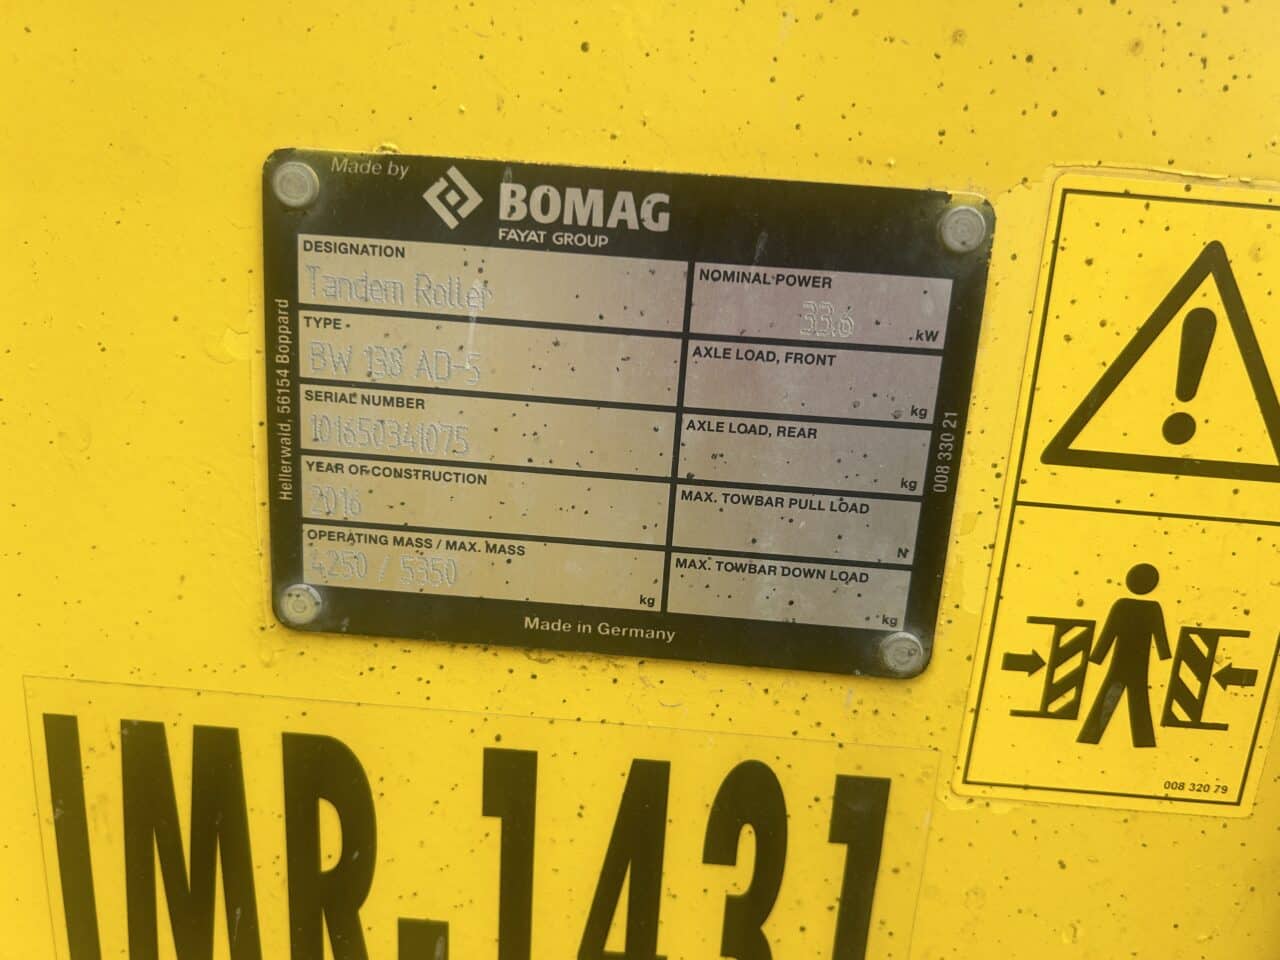 Made by
BOMAG
FAYAT GROUP
DESIGNATION
Tandem Roller
TYPE
BW 138 AD-5
SERIAL NUMBER
101650341075
YEAR OF CONSTRUCTION
2016
OPERATING MASS / MAX. MASS
4250 / 5350
kg
NOMINAL POWER
33,6
kW
AXLE LOAD, FRONT
kg
AXLE LOAD, REAR
kg
MAX. TOWBAR PULL LOAD
N
MAX. TOWBAR DOWN LOAD
kg
Made in Germany
Hellerwald, 56154 Boppard
008 330 21
008 320 79
IMR.1431